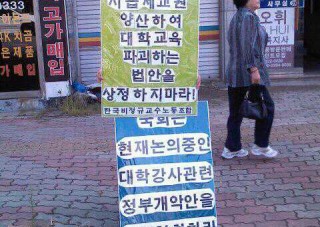 시급제교원
양산하여
대학교육
파괴하는
법안을
상정하지마라!
한국비정규교수노동조합
국회는
현재논의중인
대학강사관련
정부개악안을
고가매입